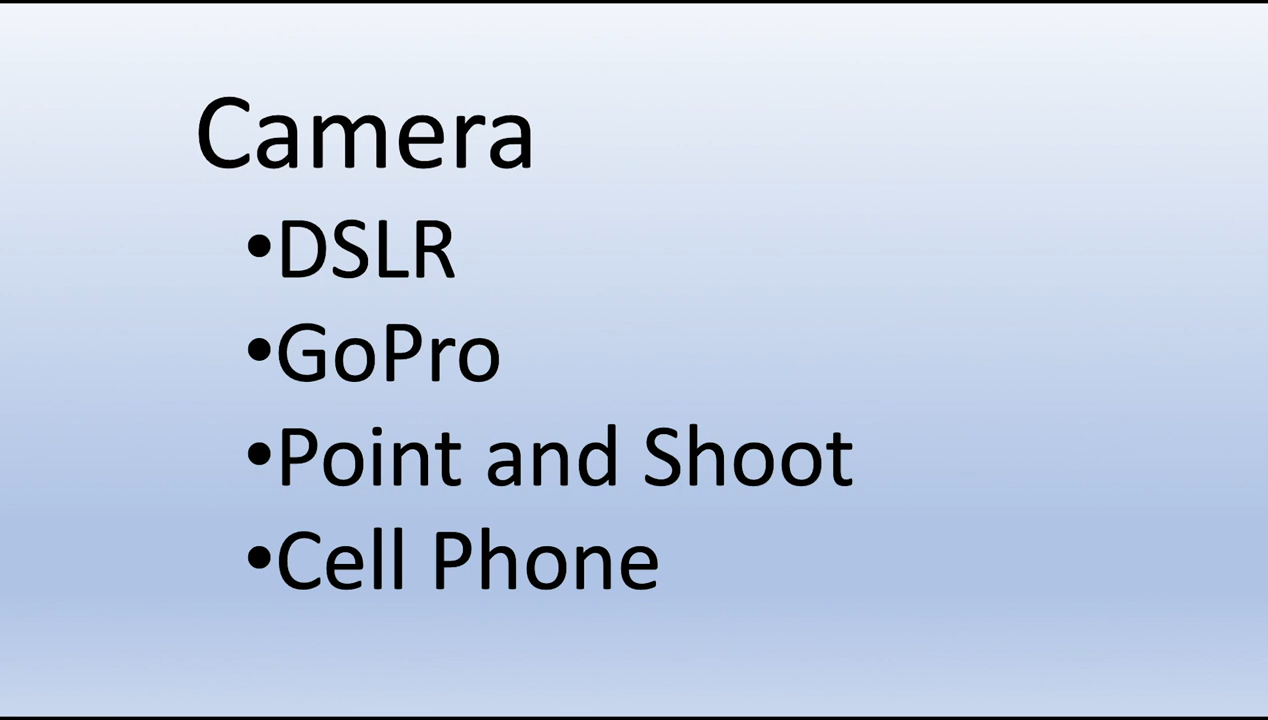 Camera
•DSLR
•GoPro
•Point and Shoot
•Cell Phone